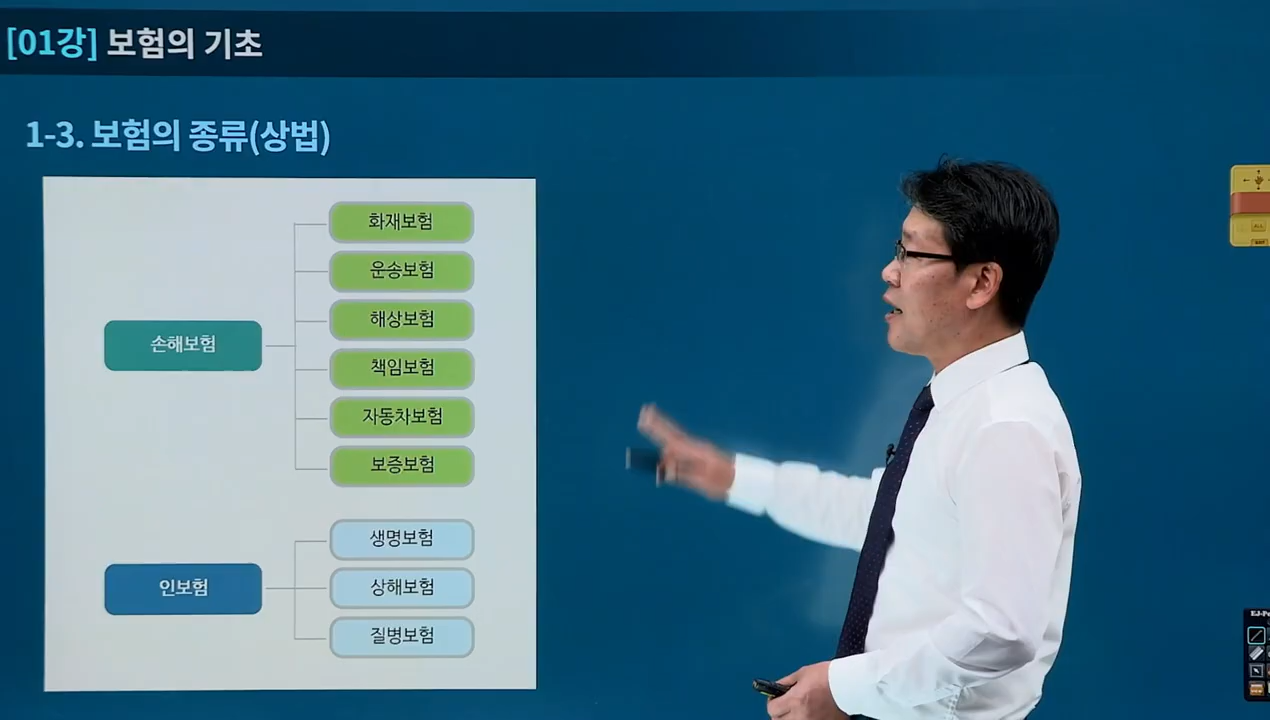 [01강] 보험의 기초
1-3. 보험의 종류(상법)
화재보험
운송보험
해상보험
손해보험
책임보험
자동차보험
보증보험
생명보험
인보험
상해보험
질병보험
ALL